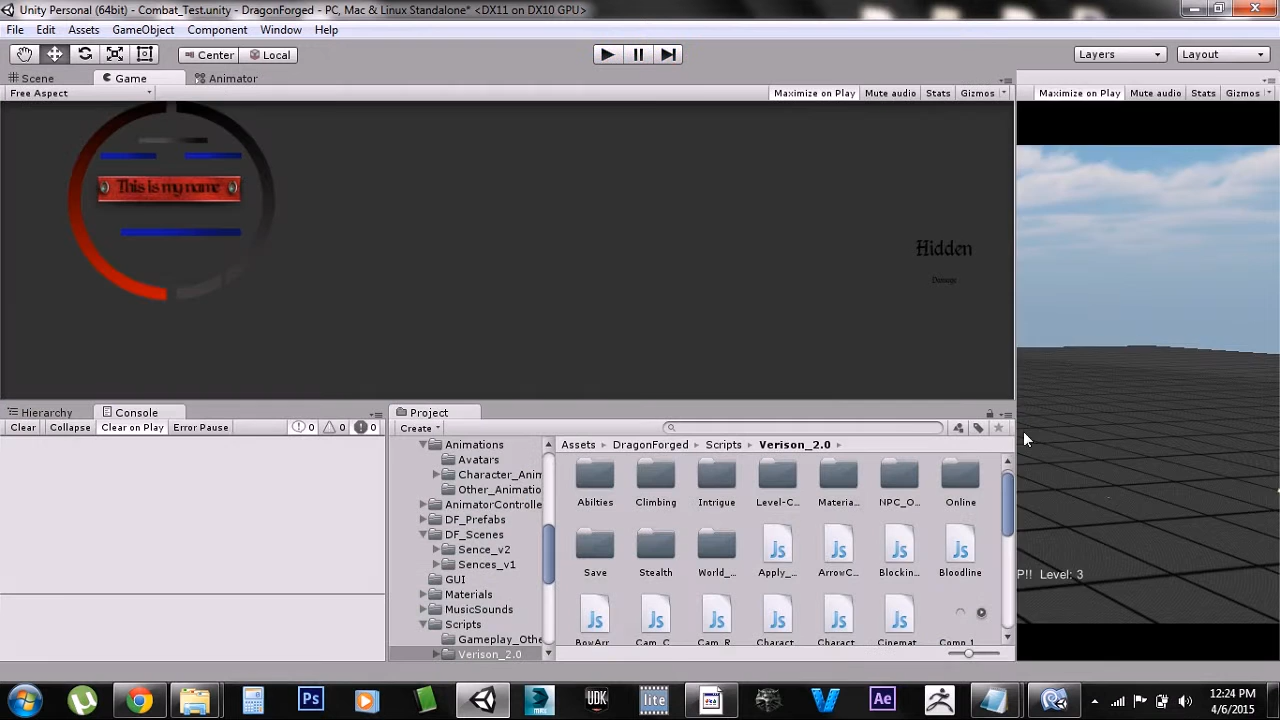 Unity Personal (64bit) - Combat_Test.unity - DragonForged - PC, Mac & Linux Standalone* <DX11 on DX10 GPU>
File Edit Assets GameObject Component Window Help
Center Local Layers Layout
Scene Game Animator
Free Aspect Maximize on Play Mute audio Stats Gizmos Maximize on Play Mute audio Stats Gizmos
This is my name
Hidden
Damage
P!! Level: 3
Hierarchy Console Project
Clear Collapse Clear on Play Error Pause 0 0 0 Create
Animations
Avatars
Character_Anim
Other_Animatio
AnimatorControlle
DF_Prefabs
DF_Scenes
Sence_v2
Sences_v1
GUI
Materials
MusicSounds
Scripts
Gameplay_Othe
Verison_2.0
Assets DragonForged Scripts Verison_2.0
Abilties Climbing Intrigue Level-C... Materia... NPC_O... Online
Save Stealth World_... Apply_... ArrowC... Blockin... Bloodline
BowArr... Cam_C... Cam_R... Charact... Charact... Cinemat... Comp_1
12:24 PM
4/6/2015